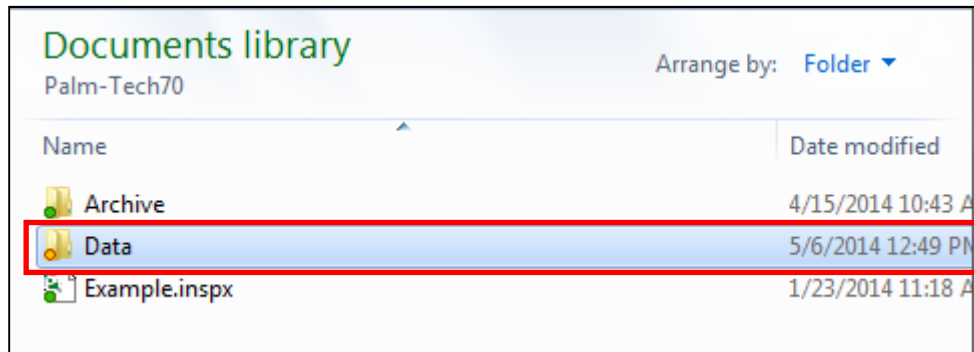 Documents library
Palm-Tech70
Arrange by: Folder
Name Date modified
Archive 4/15/2014 10:43 A
Data 5/6/2014 12:49 PM
Example.inspx 1/23/2014 11:18 A